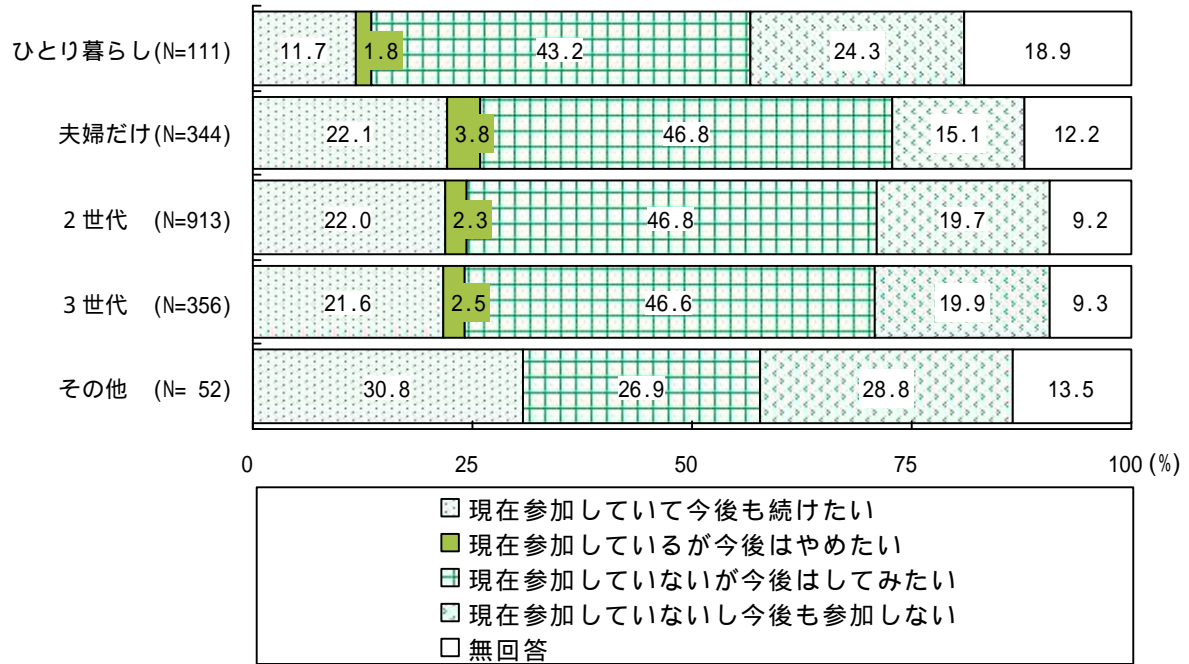 ひとり暮らし(N=111) 11.7 1.8 43.2 24.3 18.9
夫婦だけ(N=344) 22.1 3.8 46.8 15.1 12.2
2世代 (N=913) 22.0 2.3 46.8 19.7 9.2
3世代 (N=356) 21.6 2.5 46.6 19.9 9.3
その他 (N= 52) 30.8 26.9 28.8 13.5
0 25 50 75 100 (%)
現在参加していて今後も続けたい
現在参加しているが今後はやめたい
現在参加していないが今後はしてみたい
現在参加していないし今後も参加しない
無回答